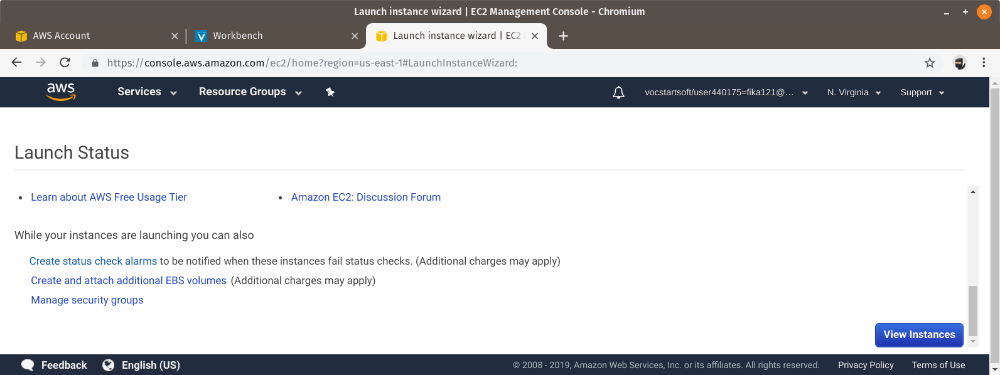 Launch instance wizard | EC2 Management Console - Chromium
AWS Account
Workbench
Launch instance wizard | EC2
https://console.aws.amazon.com/ec2/home?region=us-east-1#LaunchInstanceWizard:
aws
Services
Resource Groups
vocstartsoft/user440175=fika121@...
N. Virginia
Support
Launch Status
• Learn about AWS Free Usage Tier
• Amazon EC2: Discussion Forum
While your instances are launching you can also
Create status check alarms to be notified when these instances fail status checks. (Additional charges may apply)
Create and attach additional EBS volumes (Additional charges may apply)
Manage security groups
View Instances
Feedback
English (US)
© 2008 - 2019, Amazon Web Services, Inc. or its affiliates. All rights reserved.
Privacy Policy
Terms of Use